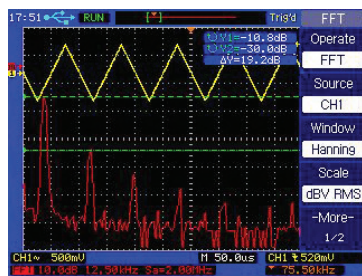 17:51 RUN Trig'd FFT
V1=-10.8dB
V2=-30.0dB
ΔV=19.2dB
Operate
FFT
Source
CH1
Window
Hanning
Scale
dBV RMS
-More-
1/2
CH1~ 500mV M 50.0us CH1 520mV
10.0dB 12.50kHz Sa=2.00MHz 75.50kHz